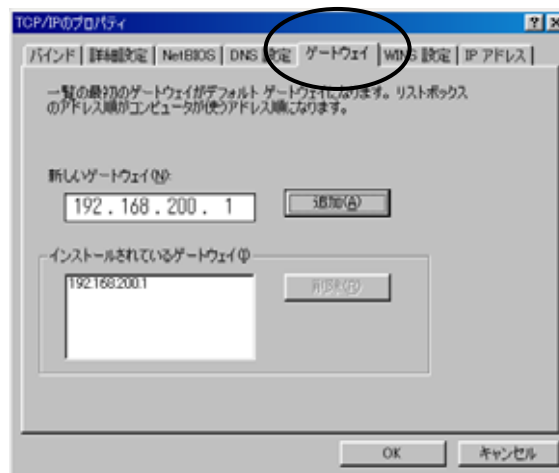 TCP/IPのプロパティ
バインド 詳細設定 NetBIOS DNS 設定 ゲートウェイ WINS 設定 IP アドレス
一覧の最初のゲートウェイがデフォルト ゲートウェイになります。リストボックス
のアドレス順がコンピュータが使うアドレス順になります。
新しいゲートウェイ(N):
192 . 168 . 200 . 1 追加(A)
インストールされているゲートウェイ(I)
192.168.200.1 削除(R)
OK キャンセル